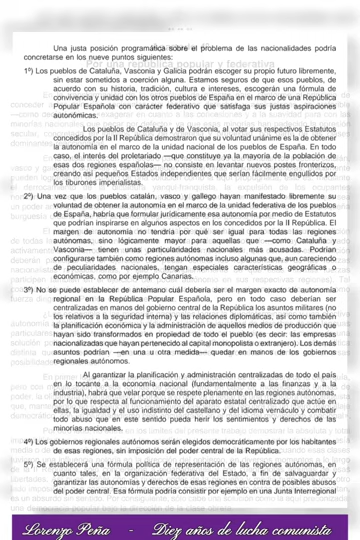 Una justa posición programática sobre el problema de las nacionalidades podría
concretarse en los nueve puntos siguientes:
1º) Los pueblos de Cataluña, Vasconia y Galicia podrán escoger su propio futuro libremente,
sin estar sometidos a coerción alguna. Estamos seguros de que esos pueblos, de
acuerdo con su historia, tradición, cultura e intereses, escogerán una fórmula de
convivencia y unidad con los otros pueblos de España en el marco de una República
Popular Española con carácter federativo que satisfaga sus justas aspiraciones
autonómicas.
Los pueblos de Cataluña y de Vasconia, al votar sus respectivos Estatutos
concedidos por la II República demostraron que su voluntad unánime es la de obtener
la autonomía en el marco de la unidad nacional de los pueblos de España. En todo
caso, el interés del proletariado —que constituye ya la mayoría de la población de
esas dos regiones españolas— no consiste en levantar nuevos postes fronterizos,
creando así pequeños Estados independientes que serían fácilmente engullidos por
los tiburones imperialistas.
2º) Una vez que los pueblos catalán, vasco y gallego hayan manifestado libremente su
voluntad de obtener la autonomía en el marco de la unidad federativa de los pueblos
de España, habría que formular jurídicamente esa autonomía por medio de Estatutos
que podrían inspirarse en algunos aspectos en los concedidos por la II República. El
margen de autonomía no tendría por qué ser igual para todas las regiones
autónomas, sino lógicamente mayor para aquellas que —como Cataluña y
Vasconia— tienen unas particularidades nacionales más acusadas. Podrían
configurarse también como regiones autónomas incluso algunas que, aun careciendo
de peculiaridades nacionales, tengan especiales características geográficas o
económicas, como por ejemplo Canarias.
3º) No se puede establecer de antemano cuál debería ser el margen exacto de autonomía
regional en la República Popular Española, pero en todo caso deberían ser
centralizadas en manos del gobierno central de la República los asuntos militares (no
los relativos a la seguridad interna) y las relaciones diplomáticas, así como también
la planificación económica y la administración de aquellos medios de producción que
hayan sido transformados en propiedad de todo el pueblo (es decir: las empresas
nacionalizadas que hayan pertenecido al capital monopolista o extranjero). Los demás
asuntos podrían —en una u otra medida— quedar en manos de los gobiernos
regionales autónomos.
Al garantizar la planificación y administración centralizadas de todo el país
en lo tocante a la economía nacional (fundamentalmente a las finanzas y a la
industria), habrá que velar porque se respete plenamente en las regiones autónomas,
por lo que respecta al funcionamiento del aparato estatal centralizado que actúe en
ellas, la igualdad y el uso indistinto del castellano y del idioma vernáculo y combatir
todo abuso que en este sentido pueda herir los sentimientos y derechos de las
minorías nacionales.
4º) Los gobiernos regionales autónomos serán elegidos democráticamente por los habitantes
de esas regiones, sin imposición del poder central de la República.
5º) Se establecerá una fórmula política de representación de las regiones autónomas, en
cuanto tales, en la organización federativa del Estado, a fin de salvaguardar y
garantizar las autonomías y derechos de esas regiones en contra de posibles abusos
del poder central. Esa fórmula podría consistir por ejemplo en una Junta Interregional
Lorenzo Peña - Diez años de lucha comunista